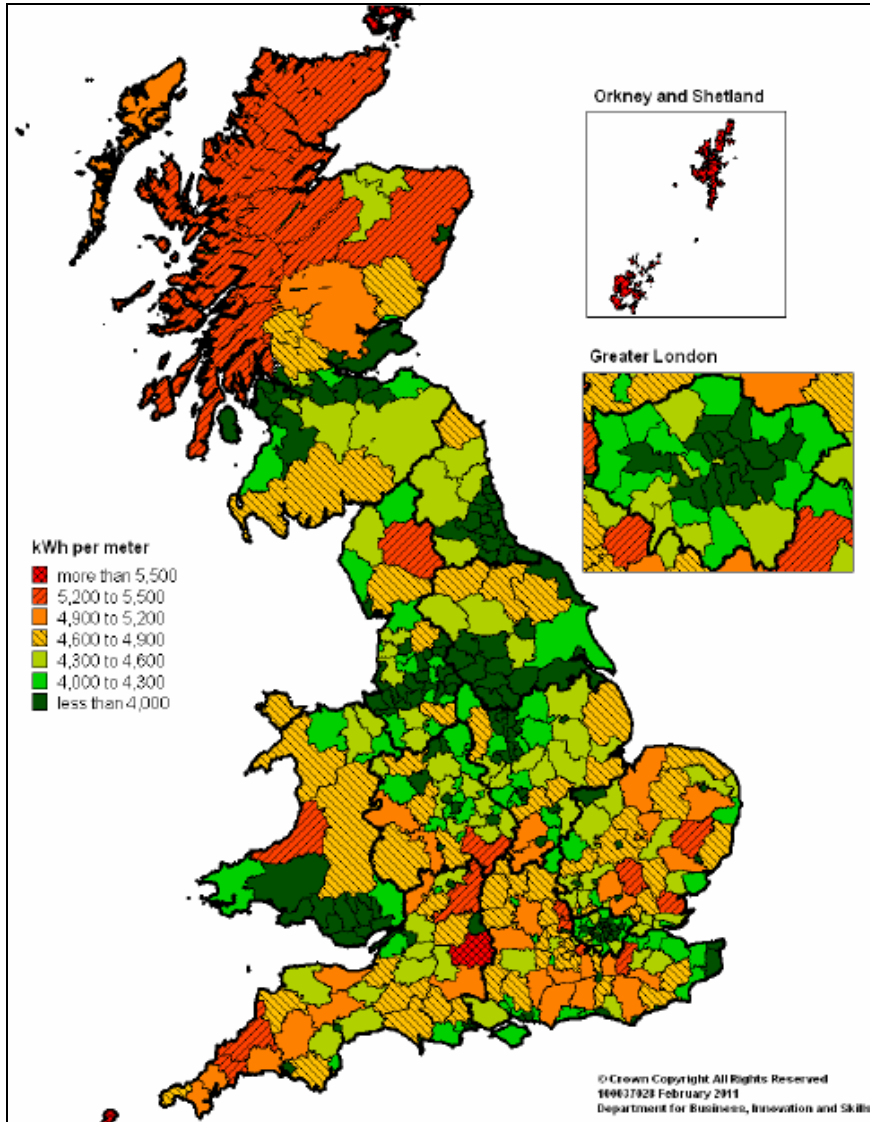 Orkney and Shetland
Greater London
kWh per meter
more than 5,500
5,200 to 5,500
4,900 to 5,200
4,600 to 4,900
4,300 to 4,600
4,000 to 4,300
less than 4,000
© Crown Copyright All Rights Reserved
100037028 February 2011
Department for Business, Innovation and Skills